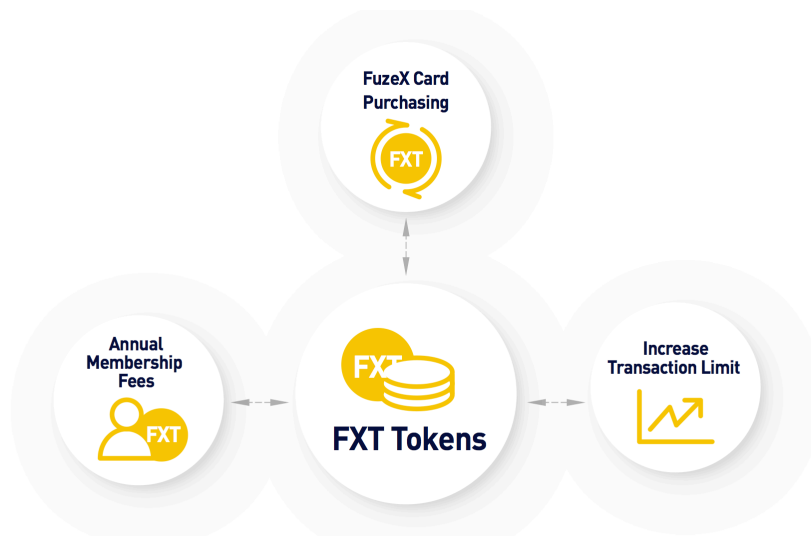 FuzeX Card
Purchasing
FXT
Annual
Membership
Fees
FXT
FXT
FXT Tokens
Increase
Transaction Limit